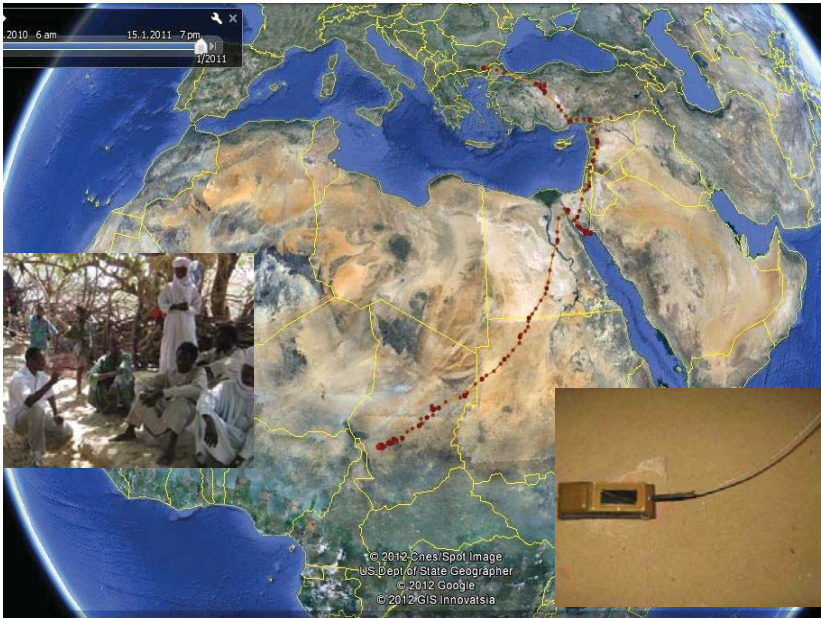 .2010 6 am 15.1.2011 7 pm
1/2011
© 2012 Cnes/Spot Image
US Dept of State Geographer
© 2012 Google
© 2012 GIS Innovatsia